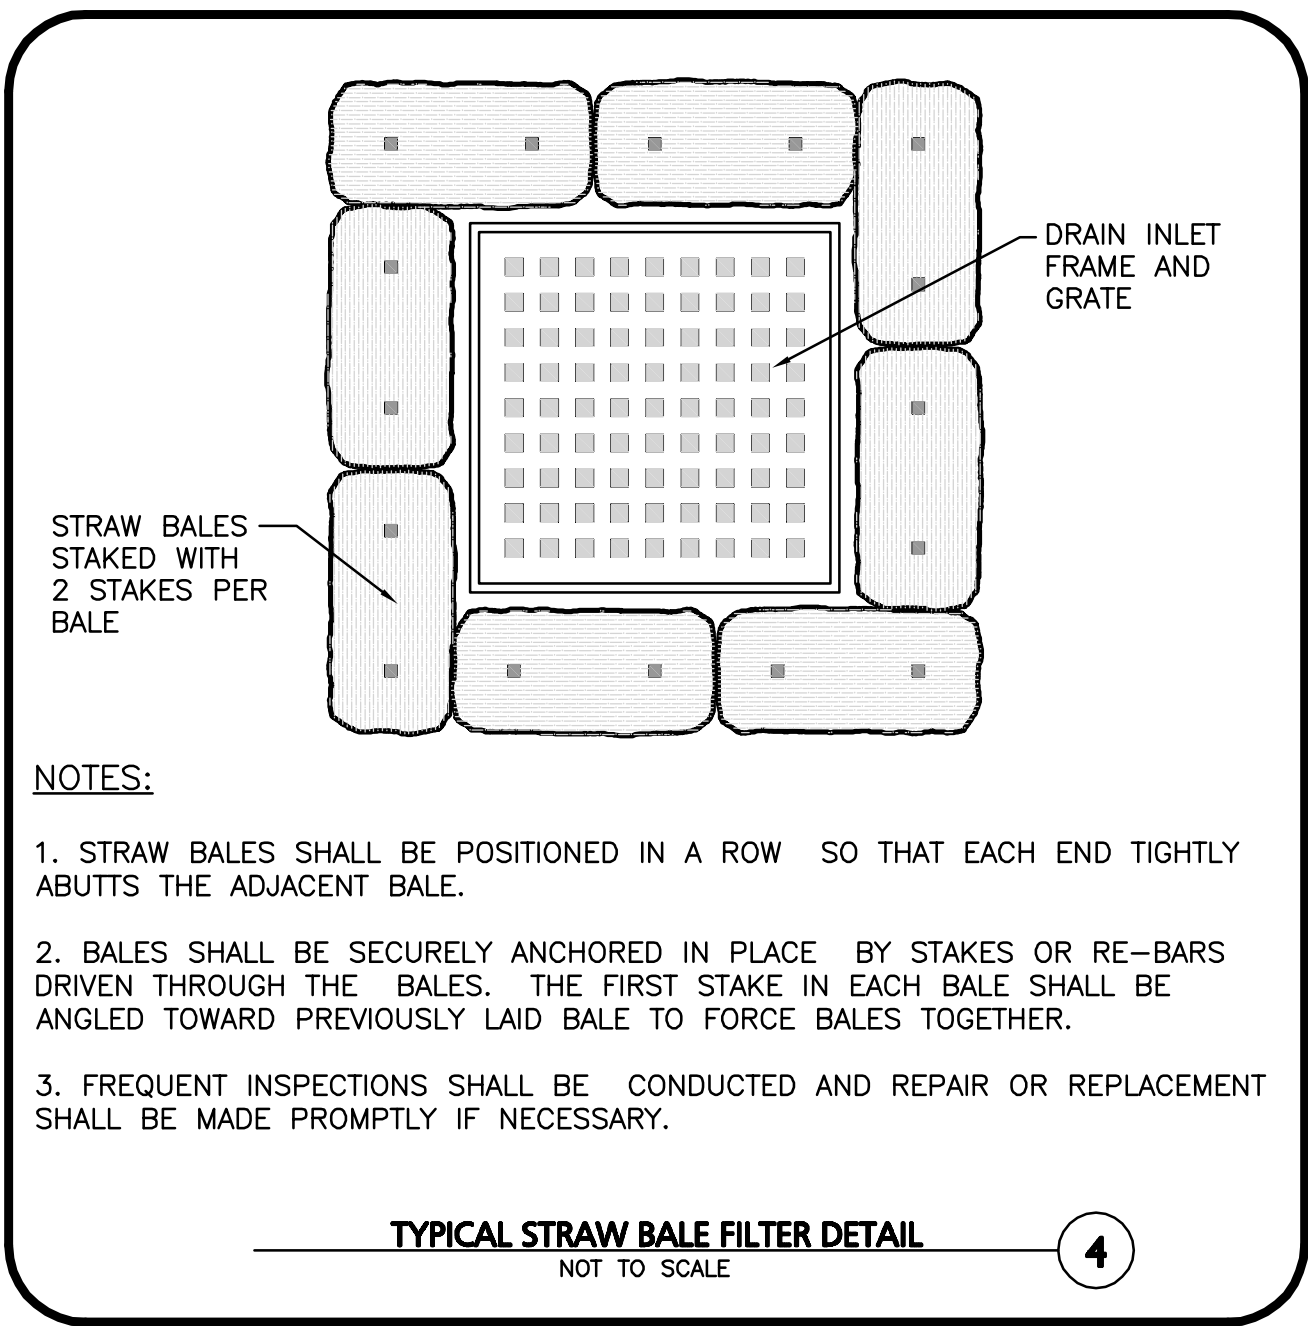 DRAIN INLET
FRAME AND
GRATE
STRAW BALES
STAKED WITH
2 STAKES PER
BALE
NOTES:
1. STRAW BALES SHALL BE POSITIONED IN A ROW SO THAT EACH END TIGHTLY
ABUTTS THE ADJACENT BALE.
2. BALES SHALL BE SECURELY ANCHORED IN PLACE BY STAKES OR RE-BARS
DRIVEN THROUGH THE BALES. THE FIRST STAKE IN EACH BALE SHALL BE
ANGLED TOWARD PREVIOUSLY LAID BALE TO FORCE BALES TOGETHER.
3. FREQUENT INSPECTIONS SHALL BE CONDUCTED AND REPAIR OR REPLACEMENT
SHALL BE MADE PROMPTLY IF NECESSARY.
TYPICAL STRAW BALE FILTER DETAIL
4
NOT TO SCALE